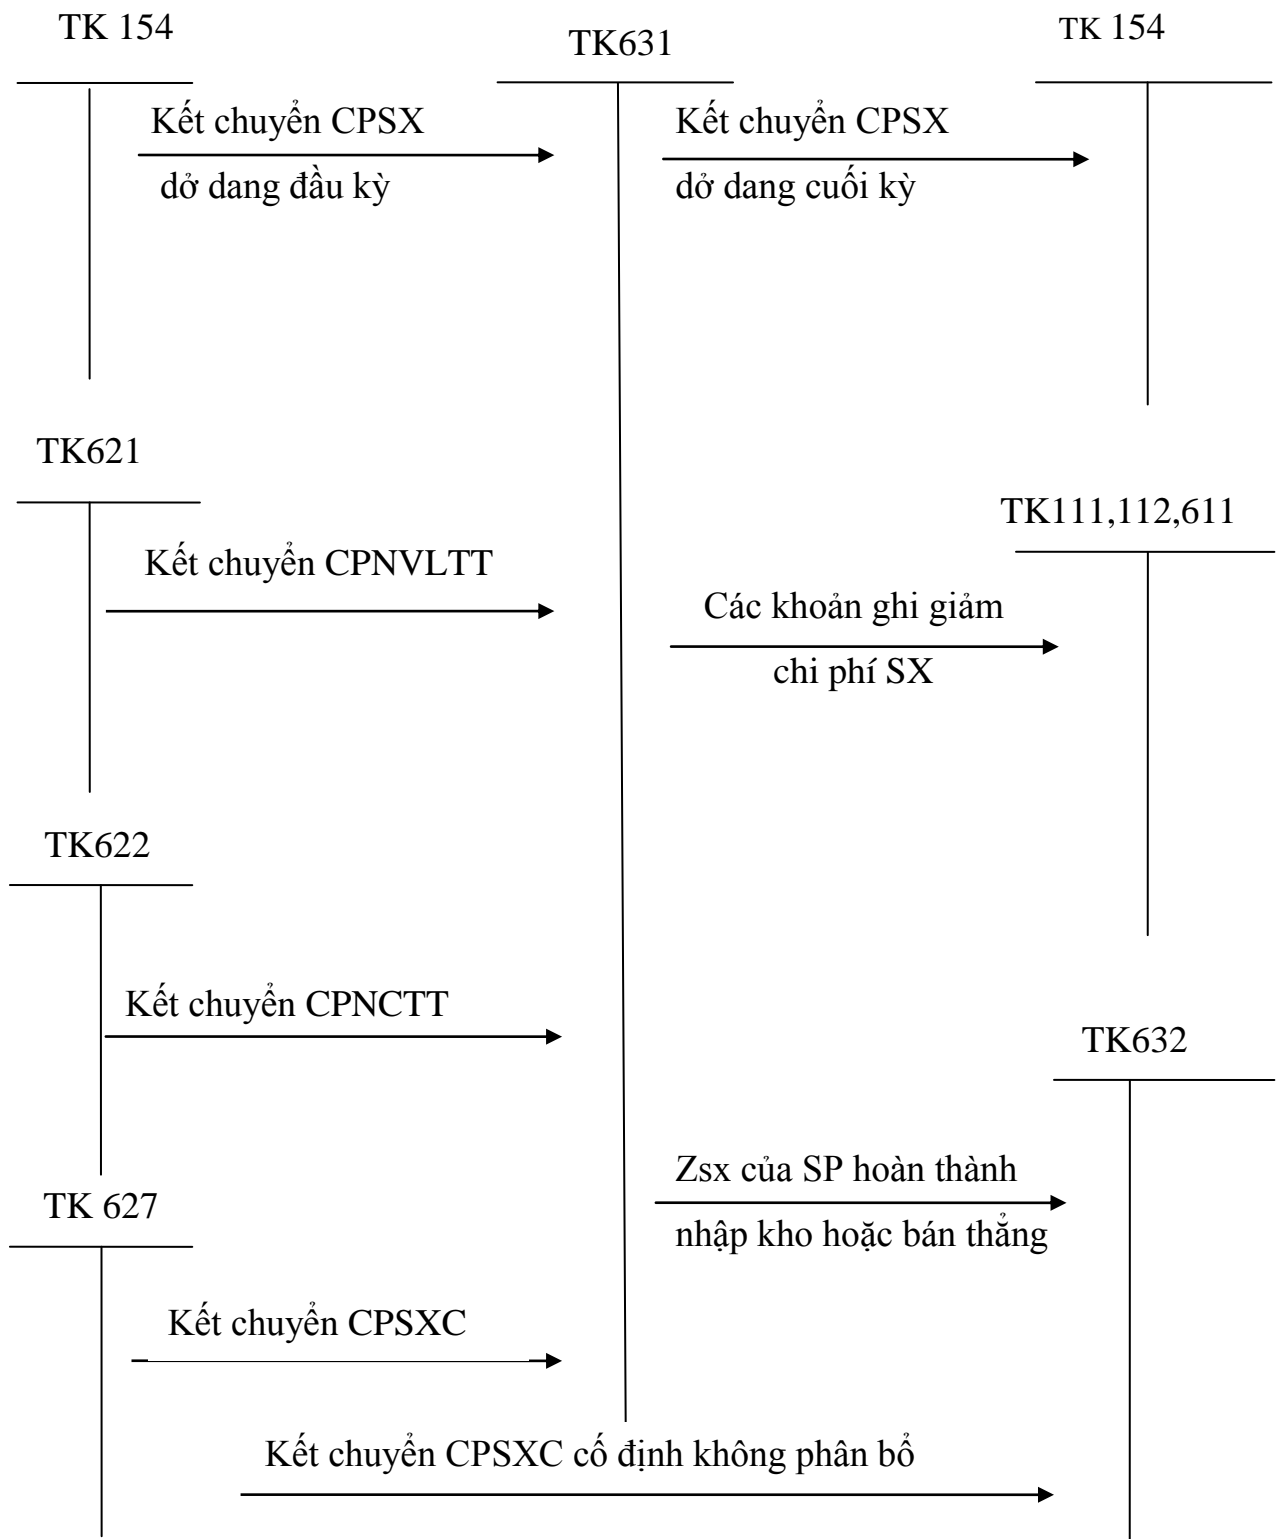 TK 154
TK631
TK 154
Kết chuyển CPSX
dở dang đầu kỳ
Kết chuyển CPSX
dở dang cuối kỳ
TK621
TK111,112,611
Kết chuyển CPNVLTT
Các khoản ghi giảm
chi phí SX
TK622
Kết chuyển CPNCTT
TK632
Zsx của SP hoàn thành
nhập kho hoặc bán thẳng
TK 627
Kết chuyển CPSXC
Kết chuyển CPSXC cố định không phân bổ